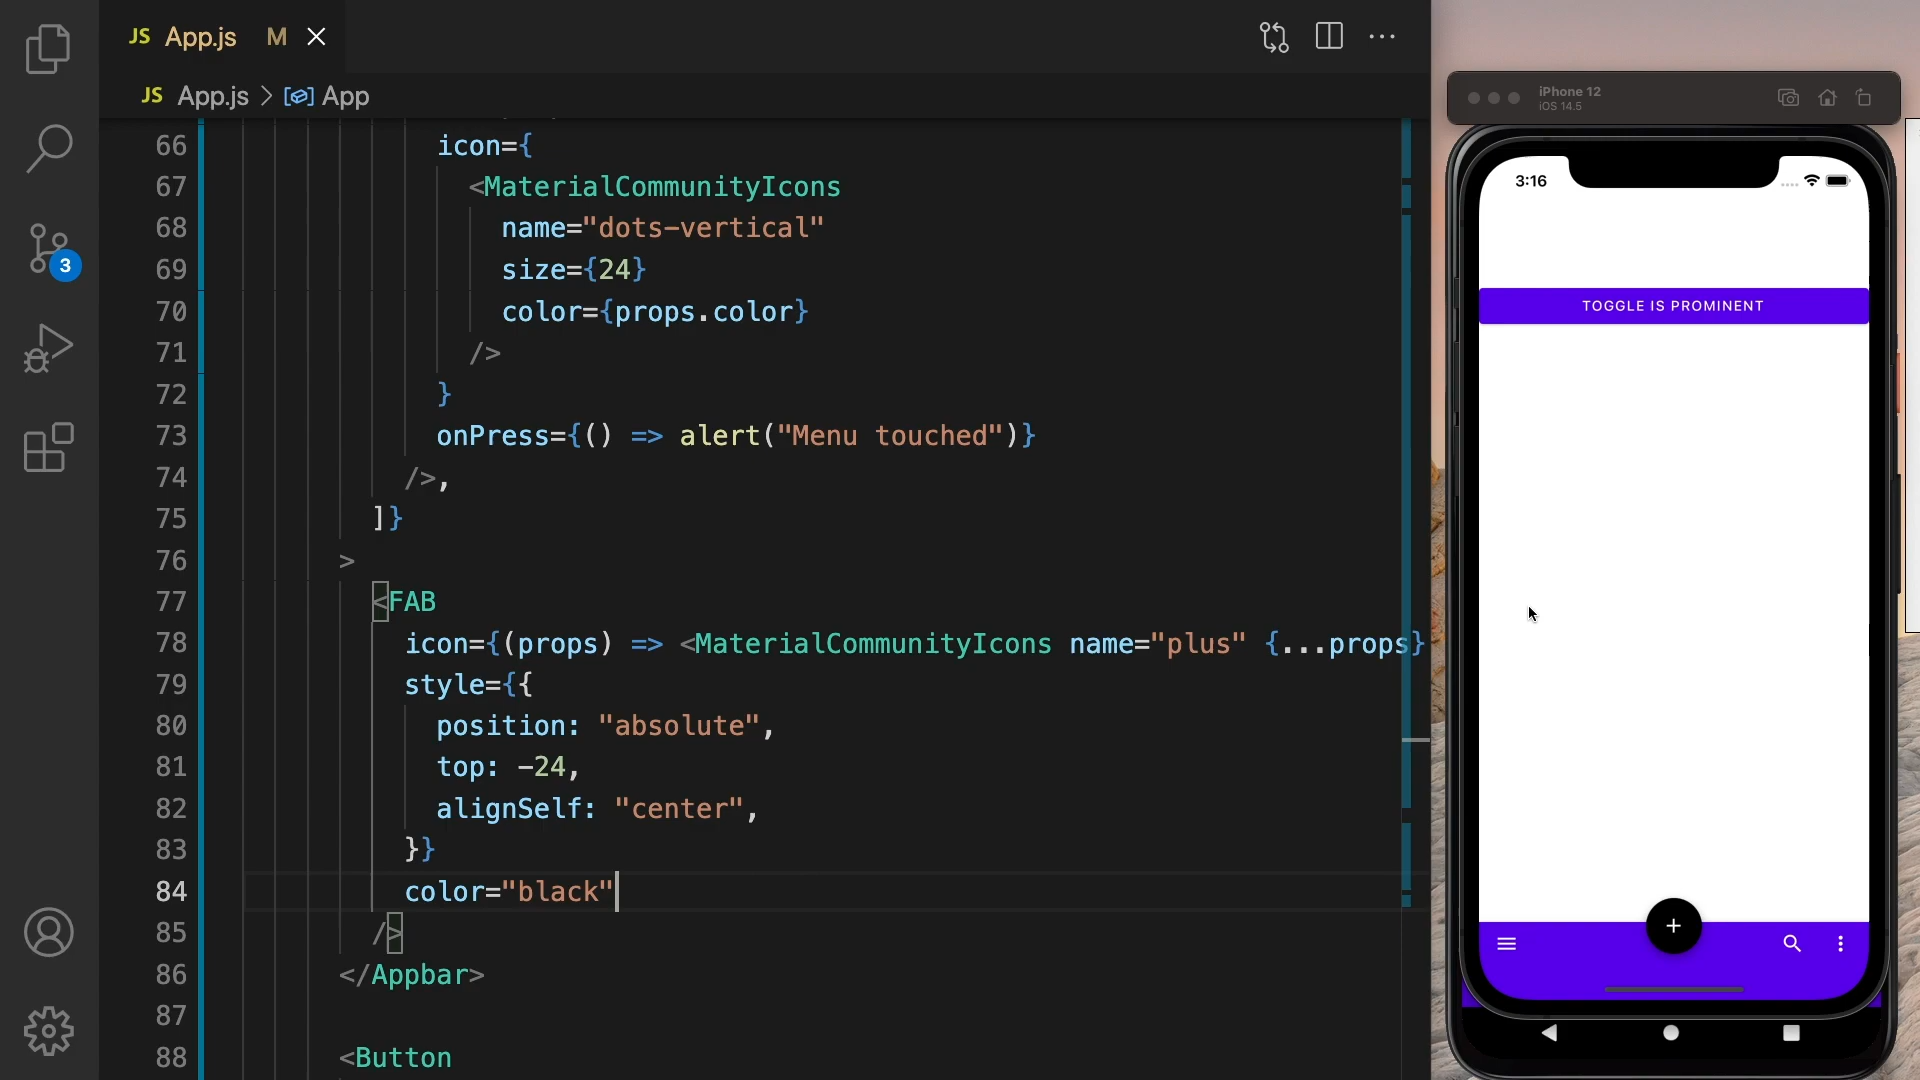 JS App.js M
JS App.js > App
66 icon={
67 <MaterialCommunityIcons
68 name="dots-vertical"
69 size={24}
70 color={props.color}
71 />
72 }
73 onPress={() => alert("Menu touched")}
74 />,
75 ]}
76 >
77 <FAB
78 icon={(props) => <MaterialCommunityIcons name="plus" {...props}
79 style={{
80 position: "absolute",
81 top: -24,
82 alignSelf: "center",
83 }}
84 color="black"
85 />
86 </Appbar>
87
88 <Button
3
iPhone 12
iOS 14.5
3:16
TOGGLE IS PROMINENT